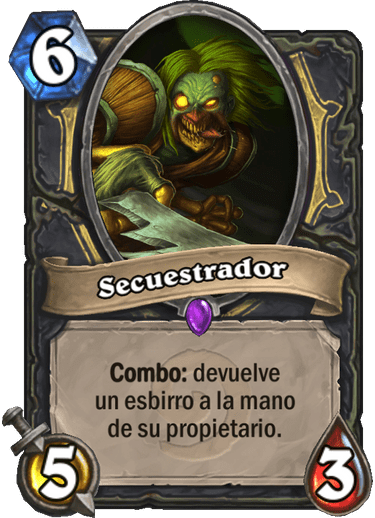 6
Secuestrador
Combo: devuelve
un esbirro a la mano
de su propietario.
5
3